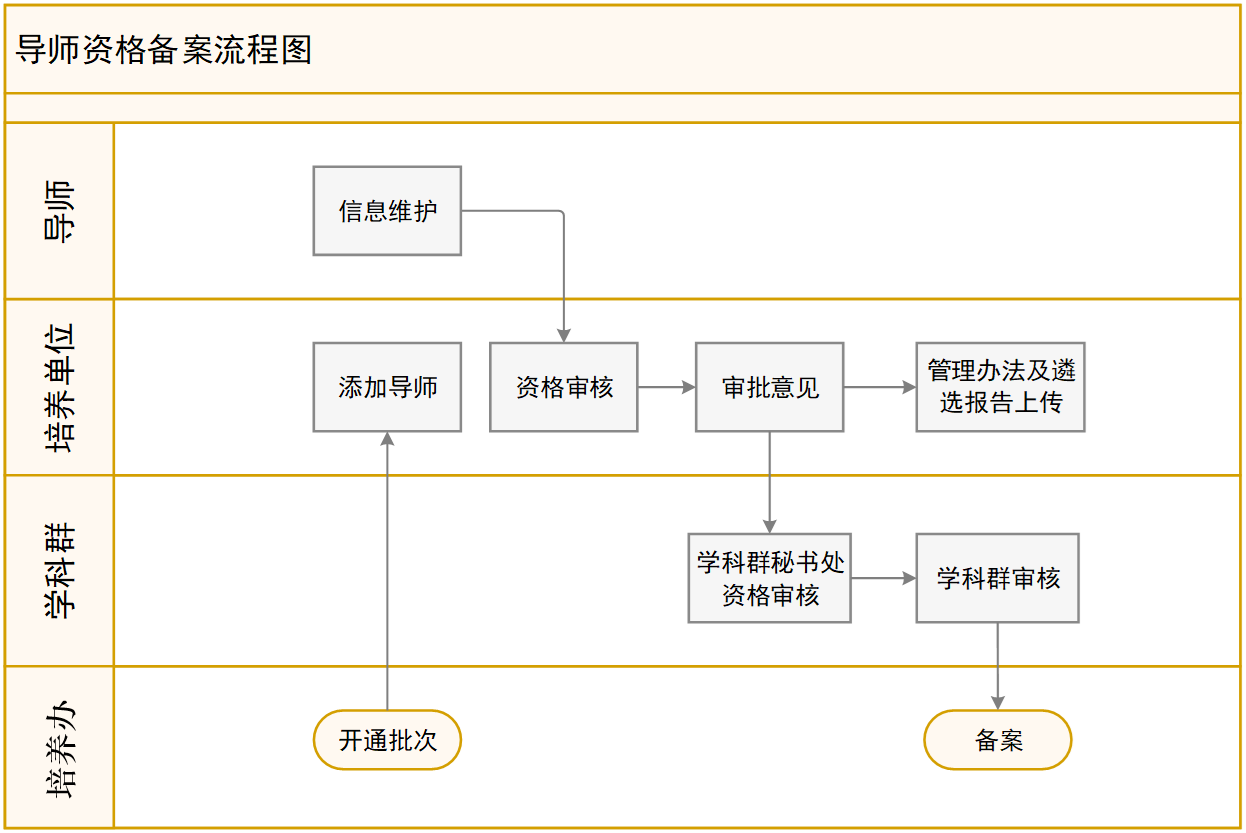 导师资格备案流程图
导师
信息维护
培养单位
添加导师
资格审核
审批意见
管理办法及遴
选报告上传
学科群
学科群秘书处
资格审核
学科群审核
培养办
开通批次
备案